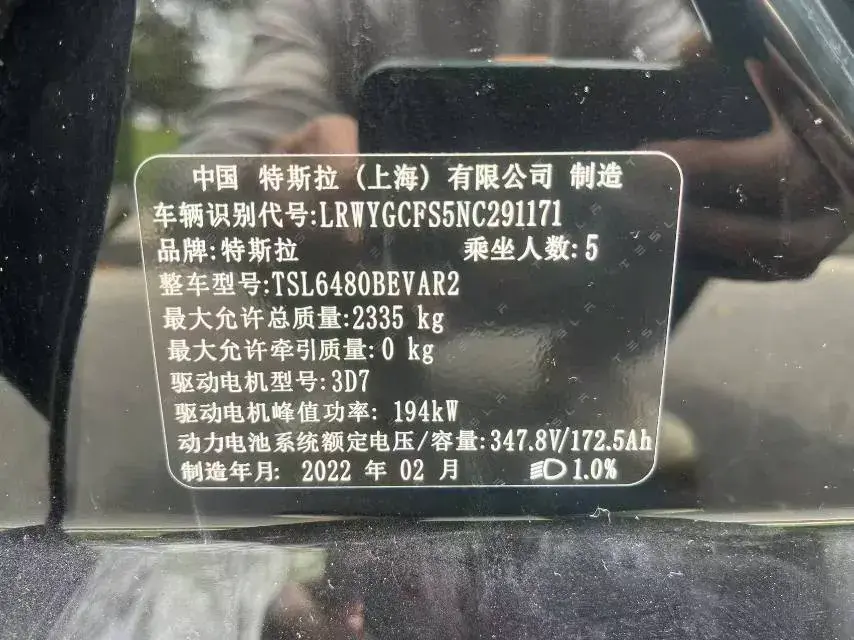 中国 特斯拉 (上海) 有限公司 制造
车辆识别代号:LRWYGCFS5NC291171
品牌:特斯拉 乘坐人数:5
整车型号:TSL6480BEVAR2
最大允许总质量:2335 kg
最大允许牵引质量:0 kg
驱动电机型号:3D7
驱动电机峰值功率: 194kW
动力电池系统额定电压/容量:347.8V/172.5Ah
制造年月: 2022 年 02 月 1.0%
TESLA